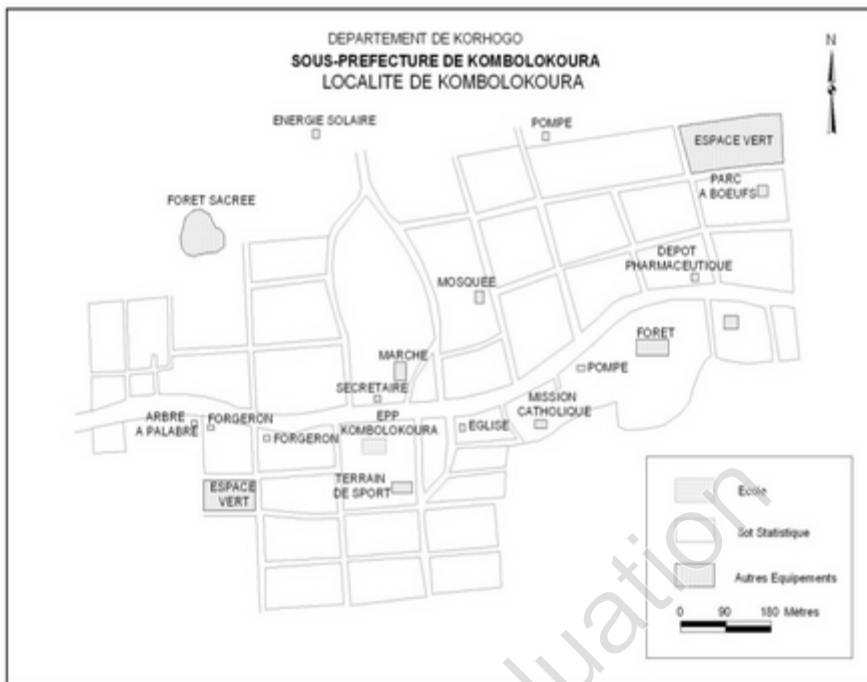 DEPARTEMENT DE KORHOGO
SOUS-PREFECTURE DE KOMBOLOKOURA
LOCALITE DE KOMBOLOKOURA
N
ENERGIE SOLAIRE
POMPE
ESPACE VERT
PARC
A BOEUFS
FORET SACREE
DEPOT
PHARMACEUTIQUE
MOSQUEE
FORET
MARCHE
POMPE
SECRETAIRE
MISSION
CATHOLIQUE
ARBRE
A PALABRE
FORGERON
EPP
KOMBOLOKOURA
EGLISE
FORGERON
ESPACE
VERT
TERRAIN
DE SPORT
Ecole
Ilot Statistique
Autres Equipements
0 90 180 Mètres
luation